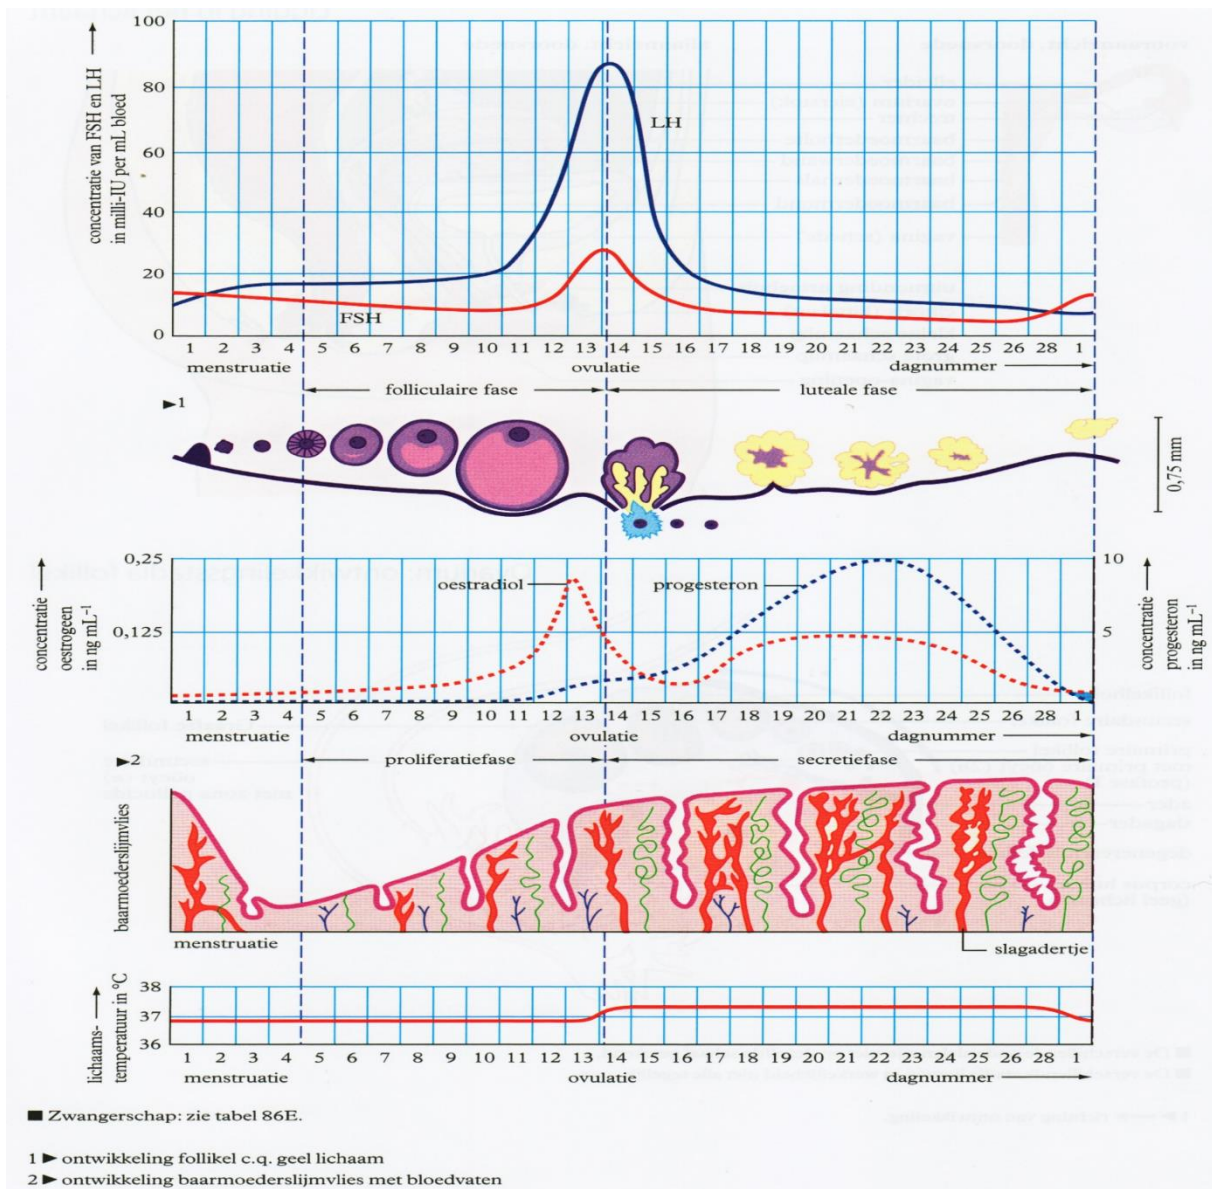 100
80
60
40
20
0
concentratie van FSH en LH
in milli-IU per mL bloed
LH
FSH
1 2 3 4 5 6 7 8 9 10 11 12 13 14 15 16 17 18 19 20 21 22 23 24 25 26 28 1
menstruatie ovulatie dagnummer
folliculaire fase luteale fase
►1
0,75 mm
0,25
0,125
concentratie
oestrogeen
in ng mL⁻¹
oestradiol
progesteron
10
5
concentratie
progesteron
in ng mL⁻¹
1 2 3 4 5 6 7 8 9 10 11 12 13 14 15 16 17 18 19 20 21 22 23 24 25 26 28 1
menstruatie ovulatie dagnummer
►2
proliferatiefase secretiefase
baarmoederslijmvlies
menstruatie
slagadertje
38
37
36
lichaams-
temperatuur in °C
1 2 3 4 5 6 7 8 9 10 11 12 13 14 15 16 17 18 19 20 21 22 23 24 25 26 28 1
menstruatie ovulatie dagnummer
■ Zwangerschap: zie tabel 86E.
1 ► ontwikkeling follikel c.q. geel lichaam
2 ► ontwikkeling baarmoederslijmvlies met bloedvaten